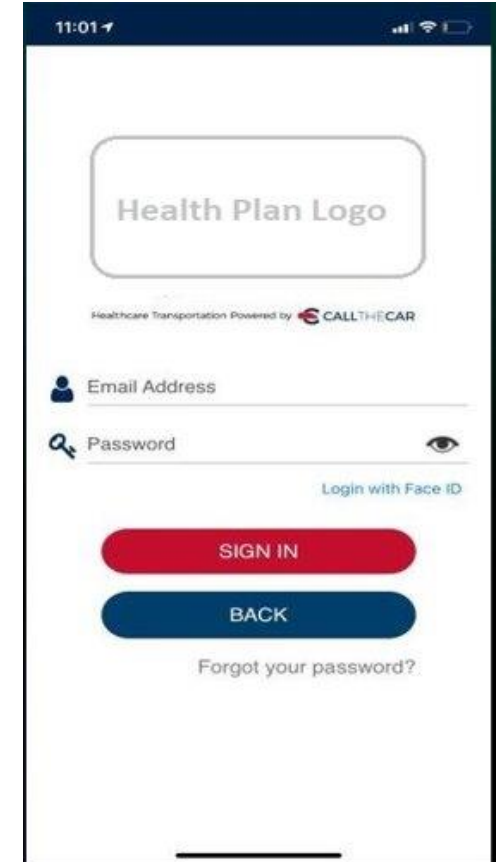 11:01
Health Plan Logo
Healthcare Transportation Powered by CALLTHECAR
Email Address
Password
Login with Face ID
SIGN IN
BACK
Forgot your password?